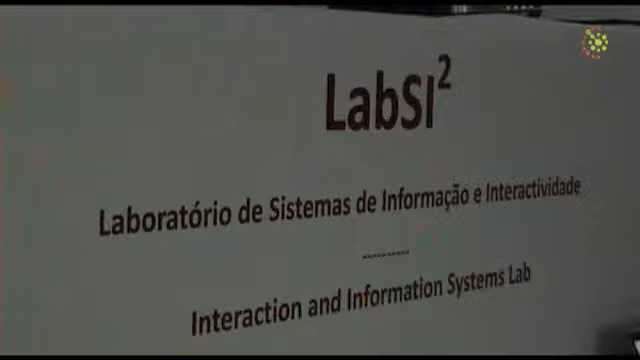 LabSI²
Laboratório de Sistemas de Informação e Interactividade
----------
Interaction and Information Systems Lab